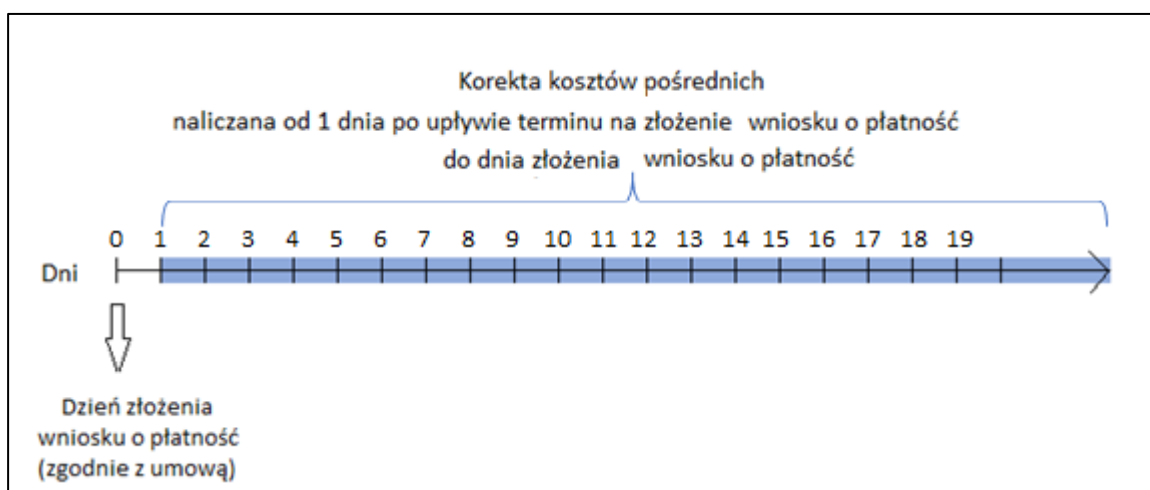 Korekta kosztów pośrednich
naliczana od 1 dnia po upływie terminu na złożenie wniosku o płatność
do dnia złożenia wniosku o płatność
0 1 2 3 4 5 6 7 8 9 10 11 12 13 14 15 16 17 18 19
Dni
Dzień złożenia
wniosku o płatność
(zgodnie z umową)